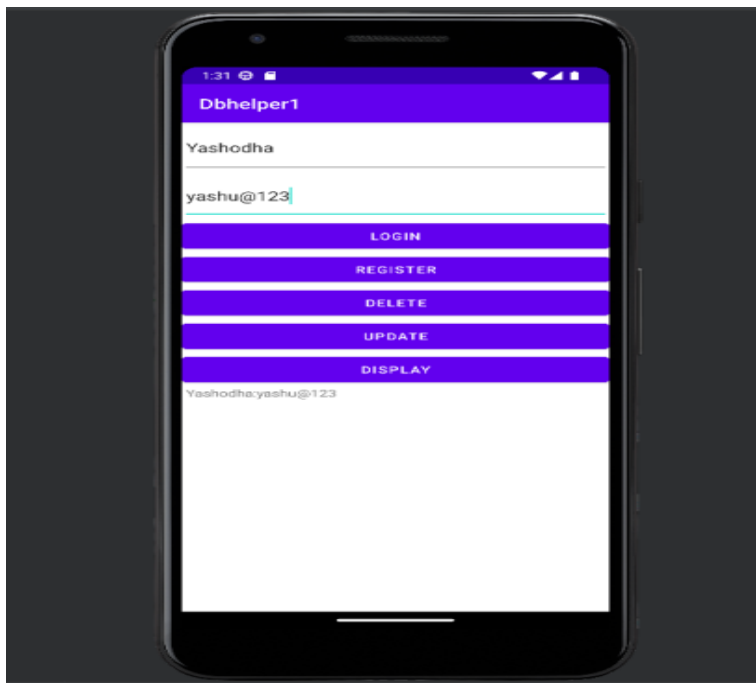 1:31
Dbhelper1
Yashodha
yashu@123
LOGIN
REGISTER
DELETE
UPDATE
DISPLAY
Yashodha:yashu@123